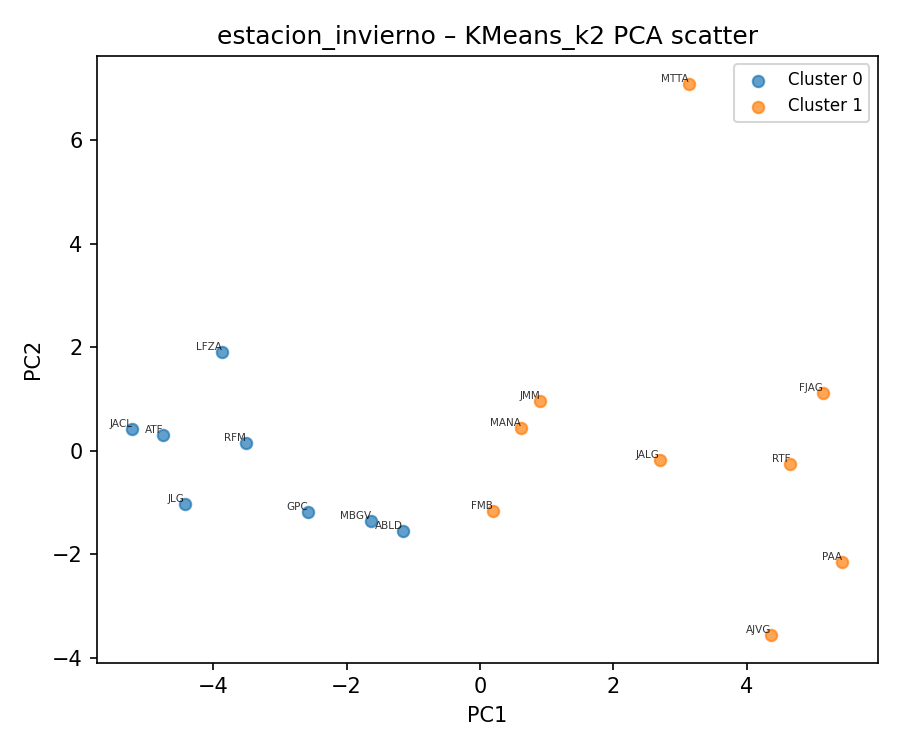 estacion_invierno – KMeans_k2 PCA scatter
Cluster 0
Cluster 1
MTTA
LFZA
FJAG
JMM
JACL
ATF
MANA
RFM
JALG
RTF
JLG
GPC
FMB
MBGV
ABLD
PAA
AJVG
6
4
2
0
−2
−4
PC2
−4
−2
0
2
4
PC1